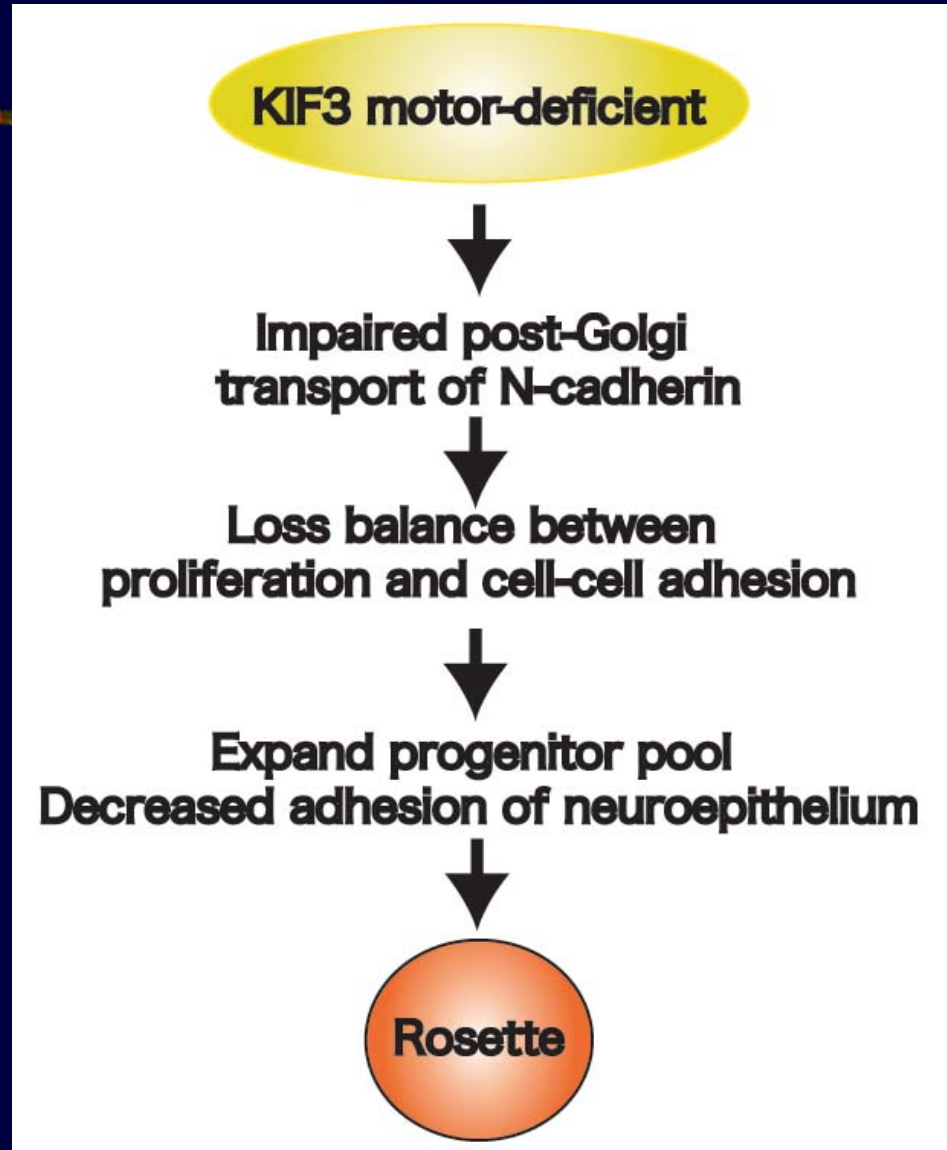 KIF3 motor-deficient
Impaired post-Golgi
transport of N-cadherin
Loss balance between
proliferation and cell-cell adhesion
Expand progenitor pool
Decreased adhesion of neuroepithelium
Rosette